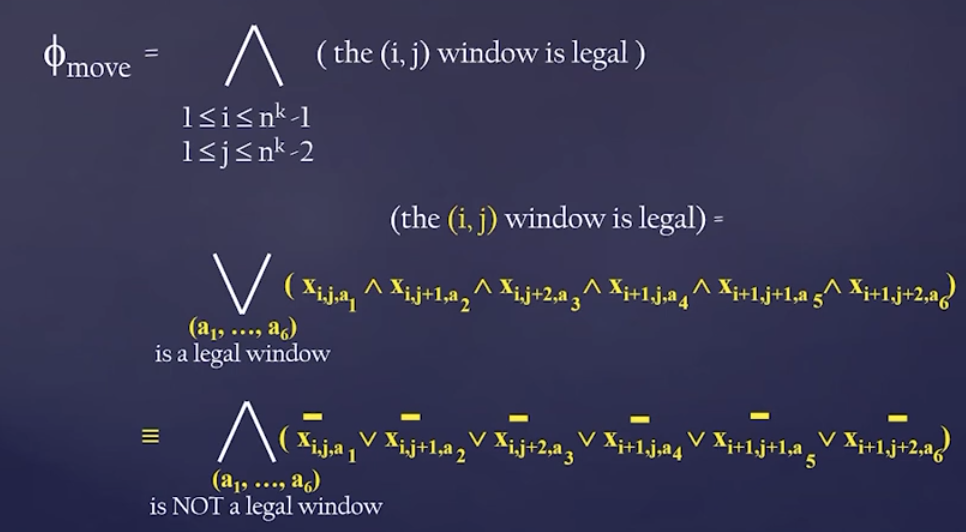 ϕ_move = ⋀ ( the (i, j) window is legal )
1 ≤ i ≤ n^k -1
1 ≤ j ≤ n^k -2
(the (i, j) window is legal) =
⋁ ( x_{i,j,a_1} ∧ x_{i,j+1,a_2} ∧ x_{i,j+2,a_3} ∧ x_{i+1,j,a_4} ∧ x_{i+1,j+1,a_5} ∧ x_{i+1,j+2,a_6})
(a_1, ..., a_6)
is a legal window
≡ ⋀ ( x̄_{i,j,a_1} ∨ x̄_{i,j+1,a_2} ∨ x̄_{i,j+2,a_3} ∨ x̄_{i+1,j,a_4} ∨ x̄_{i+1,j+1,a_5} ∨ x̄_{i+1,j+2,a_6})
(a_1, ..., a_6)
is NOT a legal window